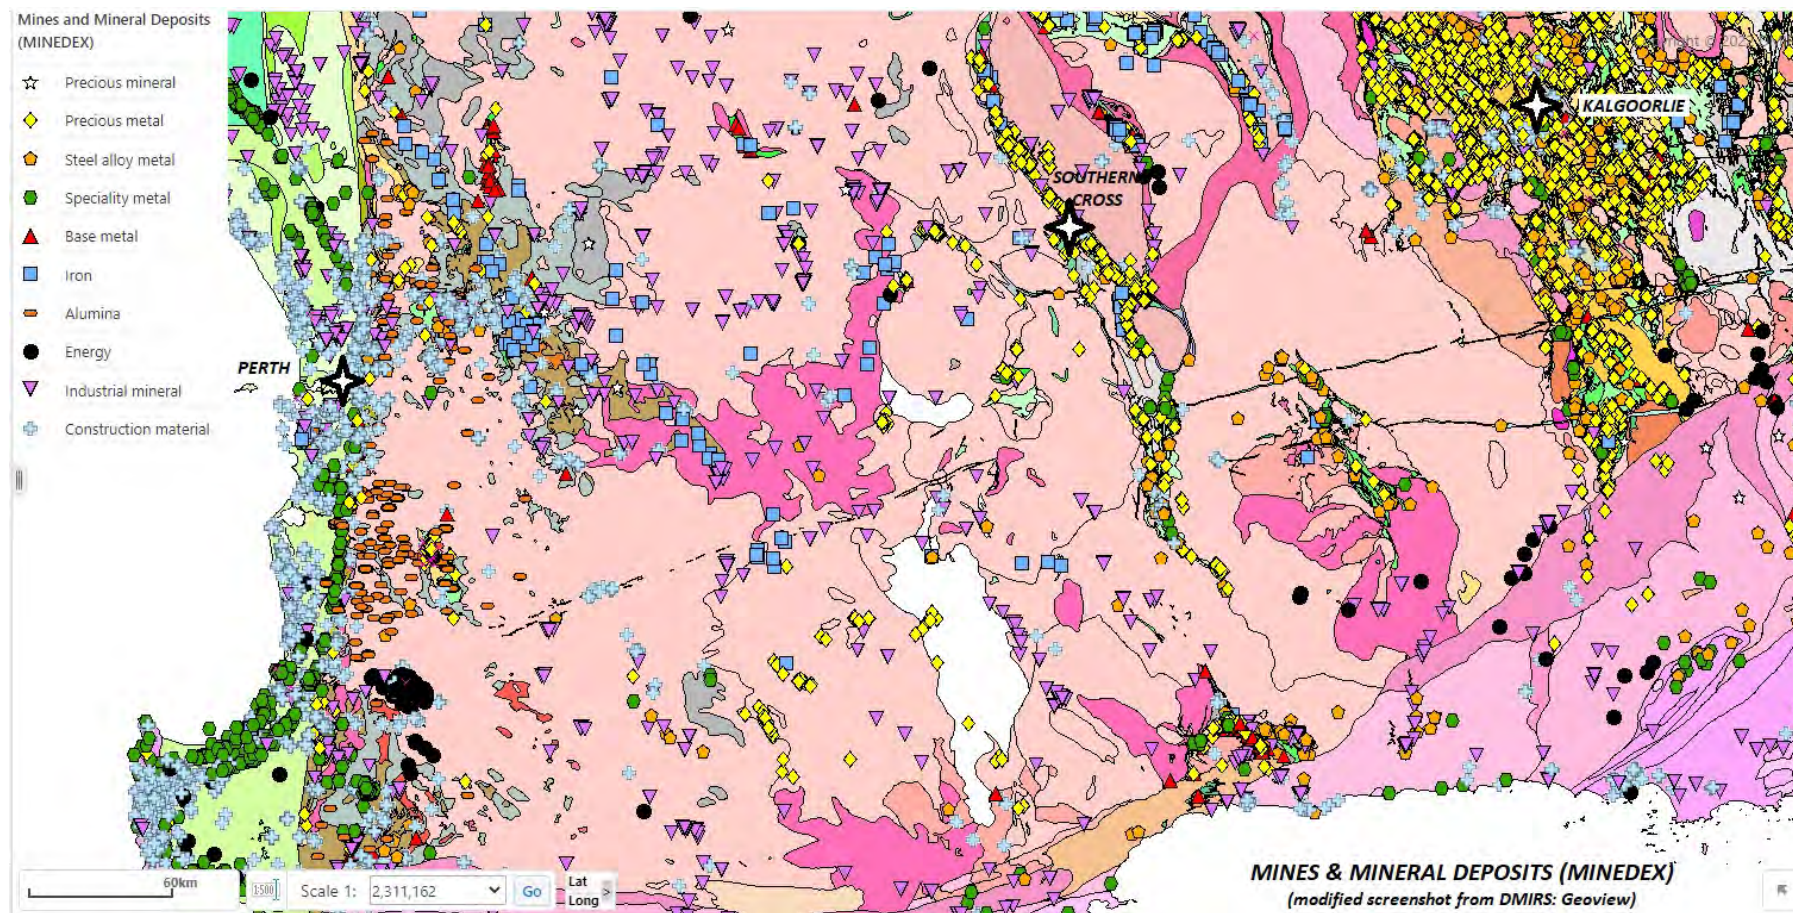 Mines and Mineral Deposits
(MINEDEX)
Precious mineral
Precious metal
Steel alloy metal
Speciality metal
Base metal
Iron
Alumina
Energy
Industrial mineral
Construction material
KALGOORLIE
SOUTHERN
CROSS
PERTH
60km
1:500
Scale 1:
2,311,162
Go
Lat
Long
>
MINES & MINERAL DEPOSITS (MINEDEX)
(modified screenshot from DMIRS: Geoview)